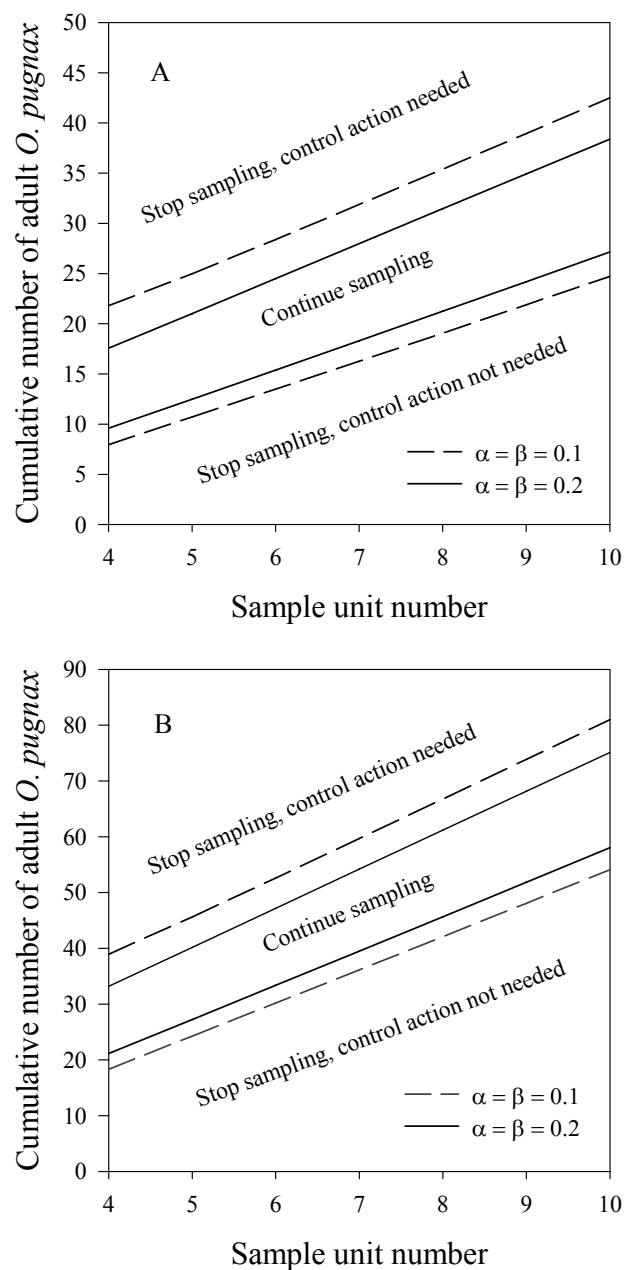 50
45
40
35
30
25
20
15
10
5
0
A
Stop sampling, control action needed
Continue sampling
Stop sampling, control action not needed
α = β = 0.1
α = β = 0.2
4 5 6 7 8 9 10
Sample unit number
Cumulative number of adult O. pugnax
90
80
70
60
50
40
30
20
10
0
B
Stop sampling, control action needed
Continue sampling
Stop sampling, control action not needed
α = β = 0.1
α = β = 0.2
4 5 6 7 8 9 10
Sample unit number
Cumulative number of adult O. pugnax